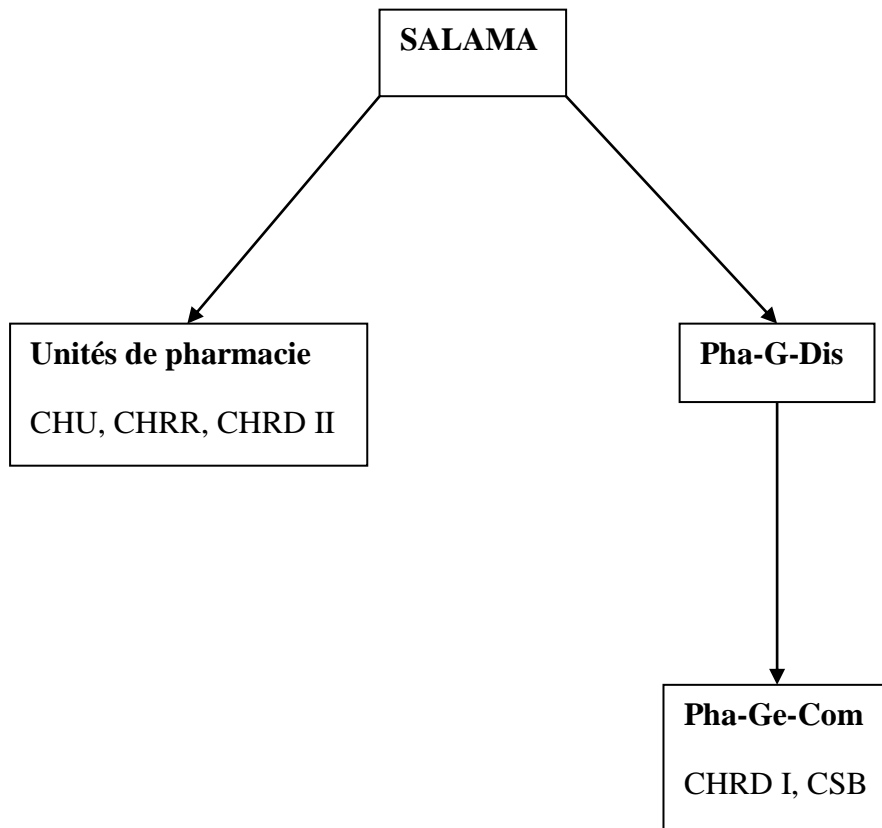 SALAMA
Unités de pharmacie
CHU, CHRR, CHRD II
Pha-G-Dis
Pha-Ge-Com
CHRD I, CSB